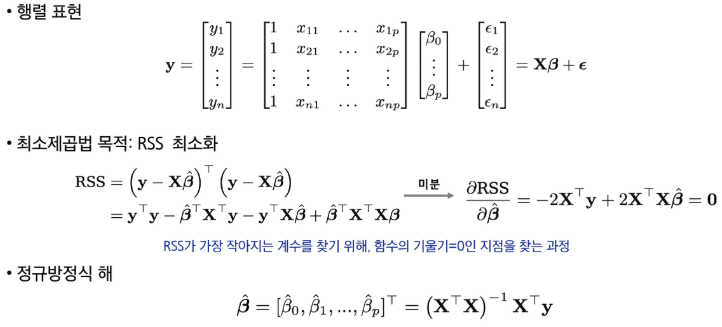 • 행렬 표현
$\mathbf{y} = \begin{bmatrix} y_1 \\ y_2 \\ \vdots \\ y_n \end{bmatrix} = \begin{bmatrix} 1 & x_{11} & \dots & x_{1p} \\ 1 & x_{21} & \dots & x_{2p} \\ \vdots & \vdots & \vdots & \vdots \\ 1 & x_{n1} & \dots & x_{np} \end{bmatrix} \begin{bmatrix} \beta_0 \\ \vdots \\ \beta_p \end{bmatrix} + \begin{bmatrix} \epsilon_1 \\ \epsilon_2 \\ \vdots \\ \epsilon_n \end{bmatrix} = \mathbf{X}\boldsymbol{\beta} + \boldsymbol{\epsilon}$
• 최소제곱법 목적: RSS 최소화
$\mathrm{RSS} = \left(\mathbf{y} - \mathbf{X}\hat{\boldsymbol{\beta}}\right)^\top \left(\mathbf{y} - \mathbf{X}\hat{\boldsymbol{\beta}}\right)$
$= \mathbf{y}^\top\mathbf{y} - \hat{\boldsymbol{\beta}}^\top\mathbf{X}^\top\mathbf{y} - \mathbf{y}^\top\mathbf{X}\hat{\boldsymbol{\beta}} + \hat{\boldsymbol{\beta}}^\top\mathbf{X}^\top\mathbf{X}\boldsymbol{\beta}$
미분
$\frac{\partial \mathrm{RSS}}{\partial \hat{\boldsymbol{\beta}}} = -2\mathbf{X}^\top\mathbf{y} + 2\mathbf{X}^\top\mathbf{X}\hat{\boldsymbol{\beta}} = \mathbf{0}$
RSS가 가장 작아지는 계수를 찾기 위해, 함수의 기울기=0인 지점을 찾는 과정
• 정규방정식 해
$\hat{\boldsymbol{\beta}} = [\hat{\beta}_0, \hat{\beta}_1, ..., \hat{\beta}_p]^\top = \left(\mathbf{X}^\top\mathbf{X}\right)^{-1}\mathbf{X}^\top\mathbf{y}$